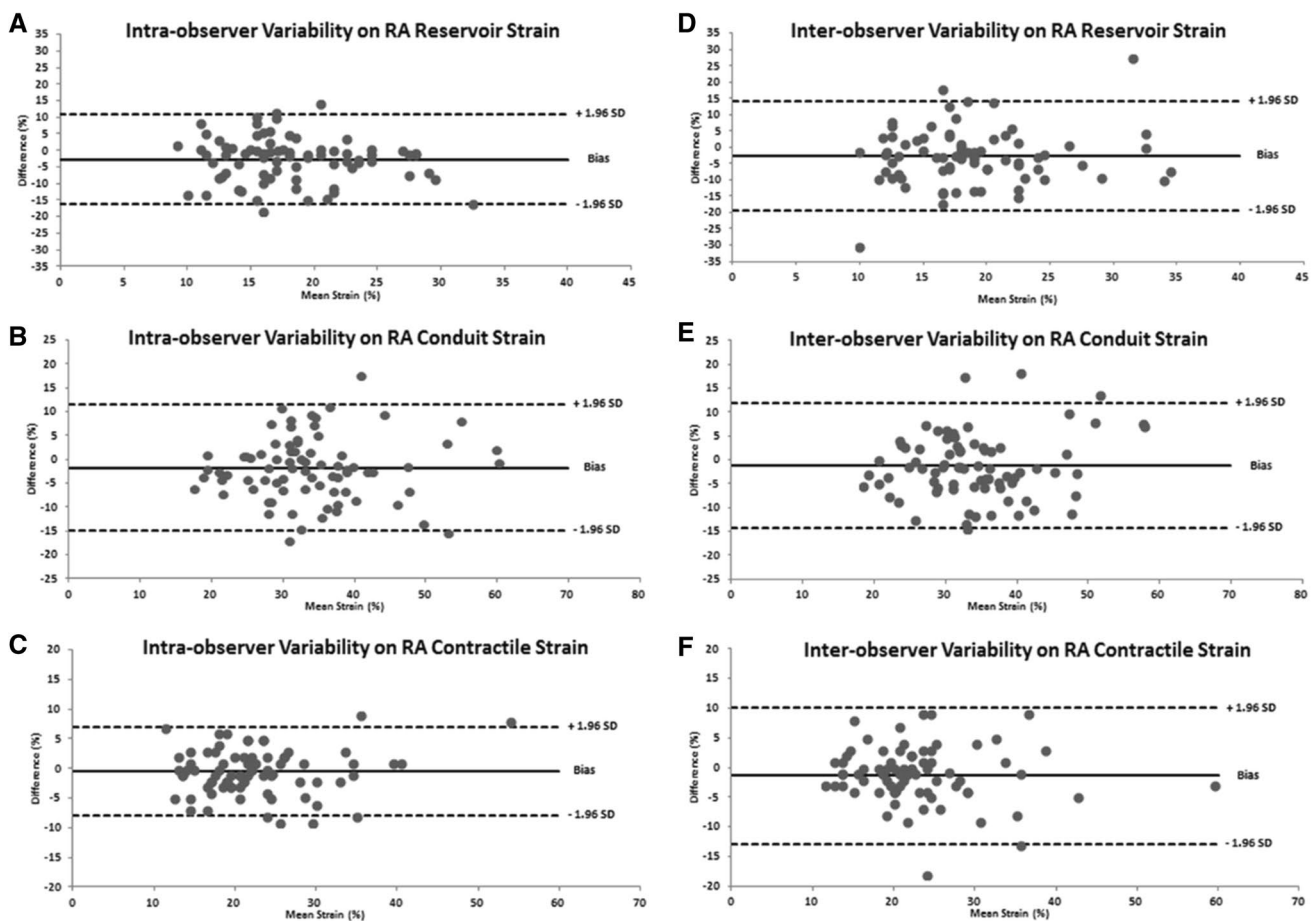 A
Intra-observer Variability on RA Reservoir Strain
35
30
25
20
15
10
5
0
-5
-10
-15
-20
-25
-30
-35
Difference (%)
+ 1.96 SD
Bias
- 1.96 SD
0 5 10 15 20 25 30 35 40 45
Mean Strain (%)
D
Inter-observer Variability on RA Reservoir Strain
35
30
25
20
15
10
5
0
-5
-10
-15
-20
-25
-30
-35
Difference (%)
+ 1.96 SD
Bias
- 1.96 SD
0 5 10 15 20 25 30 35 40 45
Mean Strain (%)
B
Intra-observer Variability on RA Conduit Strain
25
20
15
10
5
0
-5
-10
-15
-20
-25
Difference (%)
+ 1.96 SD
Bias
- 1.96 SD
0 10 20 30 40 50 60 70 80
Mean Strain (%)
E
Inter-observer Variability on RA Conduit Strain
25
20
15
10
5
0
-5
-10
-15
-20
-25
Difference (%)
+ 1.96 SD
Bias
- 1.96 SD
0 10 20 30 40 50 60 70 80
Mean Strain (%)
C
Intra-observer Variability on RA Contractile Strain
20
15
10
5
0
-5
-10
-15
-20
Difference (%)
+ 1.96 SD
Bias
- 1.96 SD
0 10 20 30 40 50 60 70
Mean Strain (%)
F
Inter-observer Variability on RA Contractile Strain
20
15
10
5
0
-5
-10
-15
-20
Difference (%)
+ 1.96 SD
Bias
- 1.96 SD
0 10 20 30 40 50 60 70
Mean Strain (%)